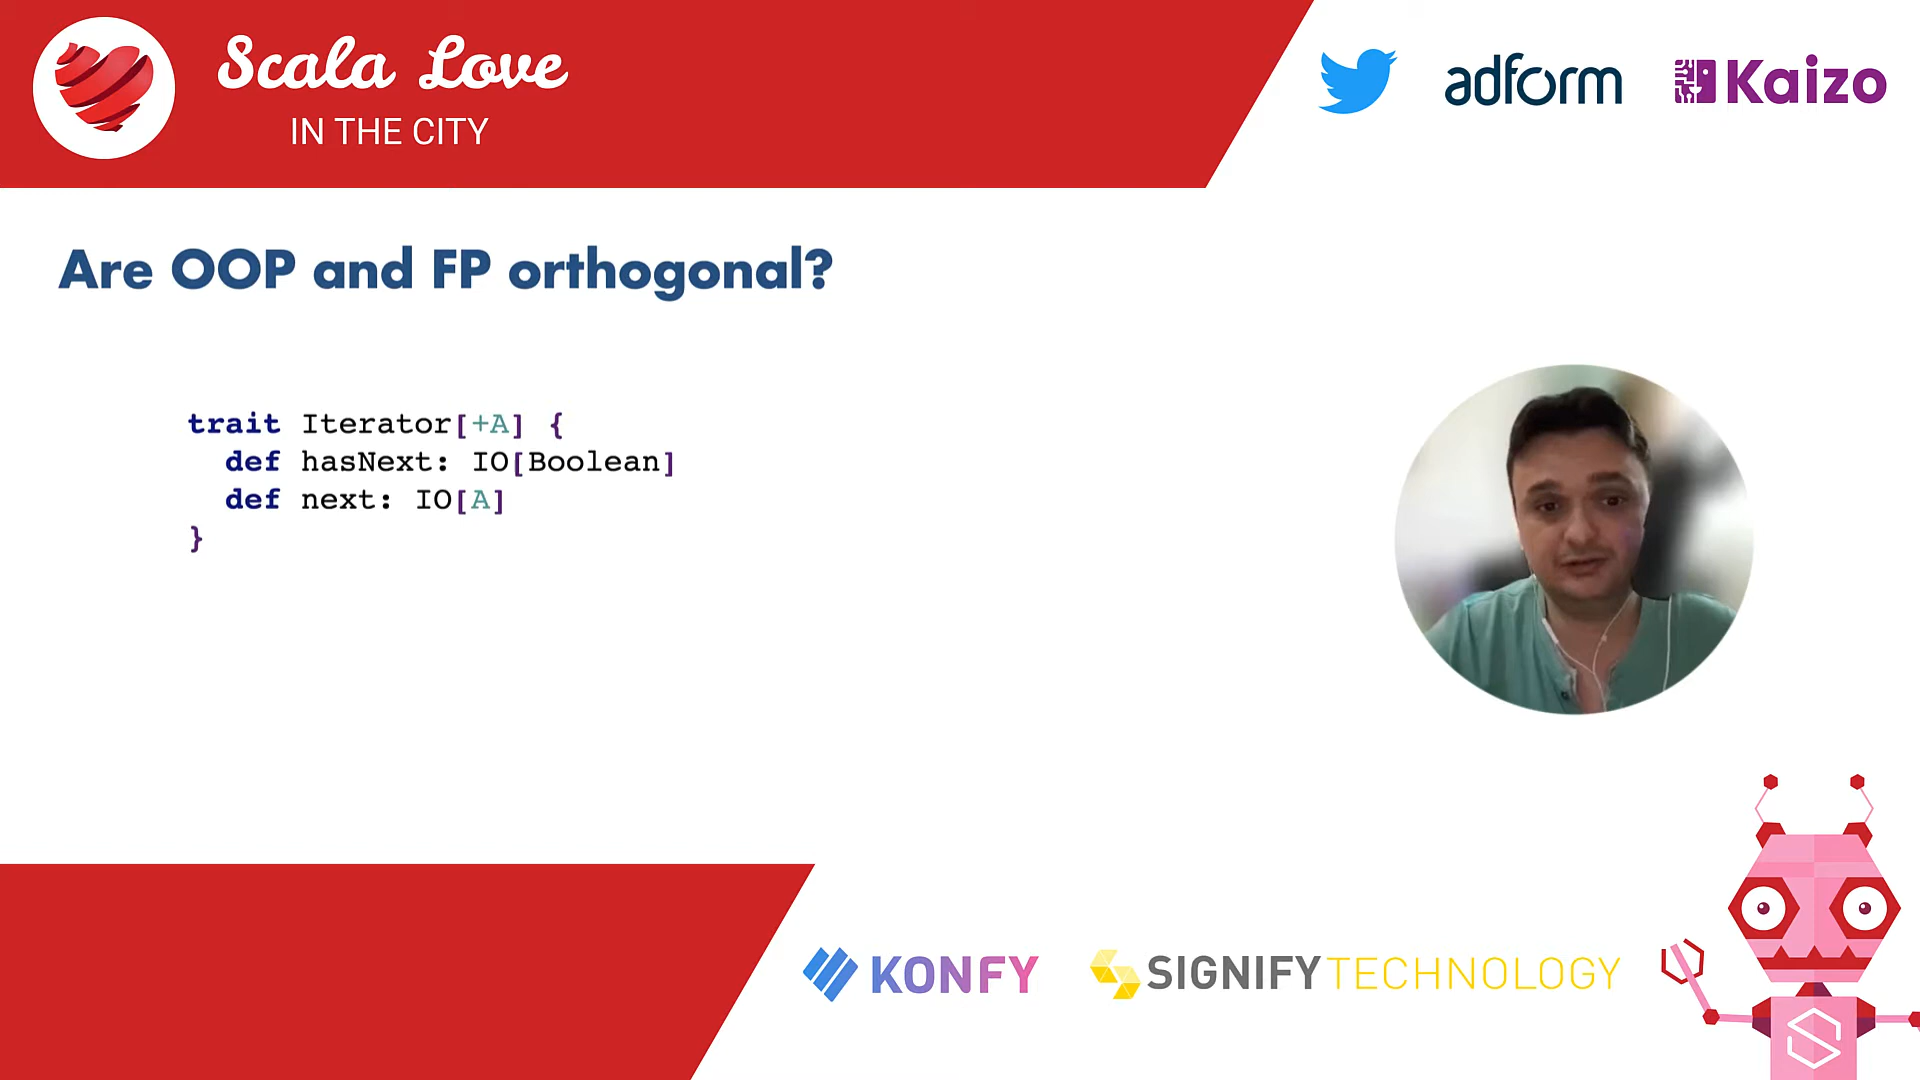 Scala Love
IN THE CITY
adform
Kaizo
Are OOP and FP orthogonal?
trait Iterator[+A] {
  def hasNext: IO[Boolean]
  def next: IO[A]
}
KONFY
SIGNIFY TECHNOLOGY